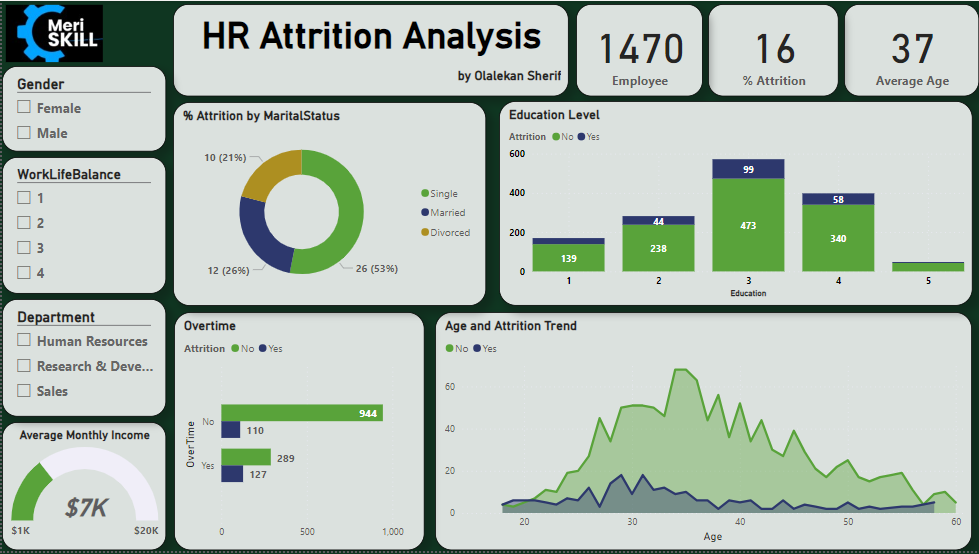 Meri
SKILL
HR Attrition Analysis
by Olalekan Sherif
1470
Employee
16
% Attrition
37
Average Age
Gender
Female
Male
WorkLifeBalance
1
2
3
4
Department
Human Resources
Research & Deve...
Sales
Average Monthly Income
$7K
$1K
$20K
% Attrition by MaritalStatus
10 (21%)
12 (26%)
26 (53%)
Single
Married
Divorced
Education Level
Attrition No Yes
600
400
200
0
139
44
238
99
473
58
340
1 2 3 4 5
Education
Overtime
Attrition No Yes
OverTime
No
944
110
Yes
289
127
0 500 1,000
Age and Attrition Trend
No Yes
60
40
20
0
20 30 40 50 60
Age